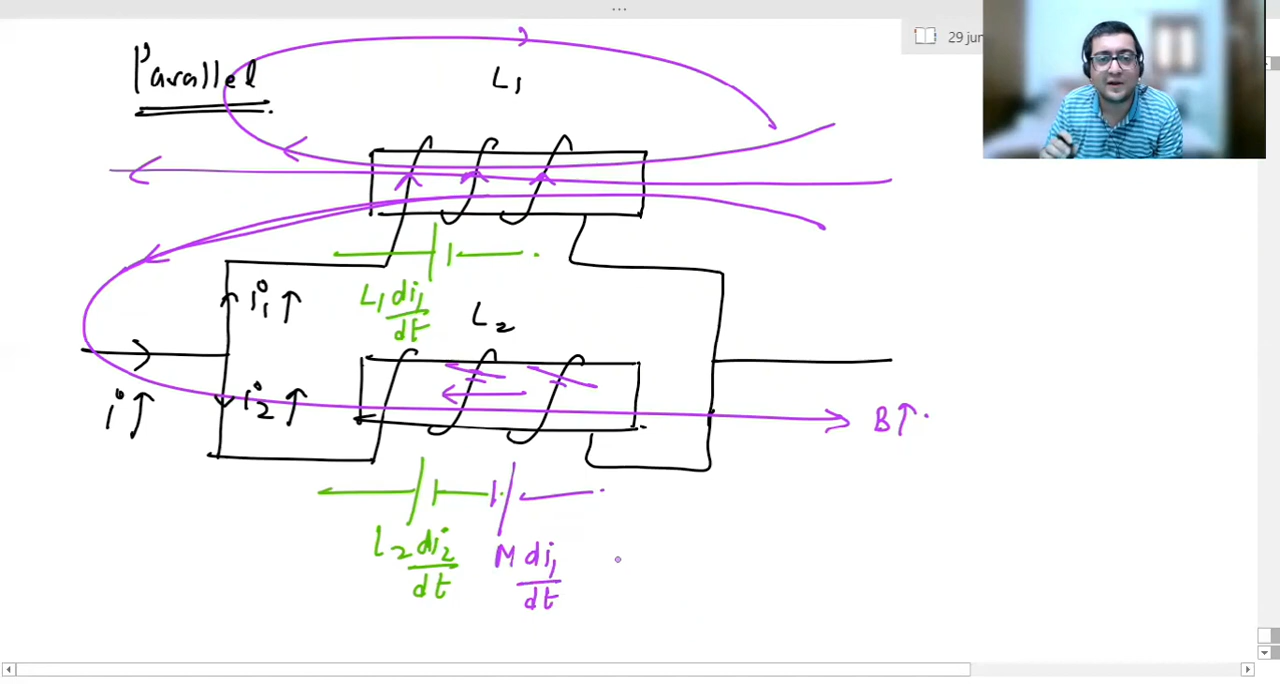 29 jun
Parallel
L₁
L₁ di₁/dt
i₁↑
L₂
i↑
i₂↑
B↑
L₂ di₂/dt
M di₁/dt